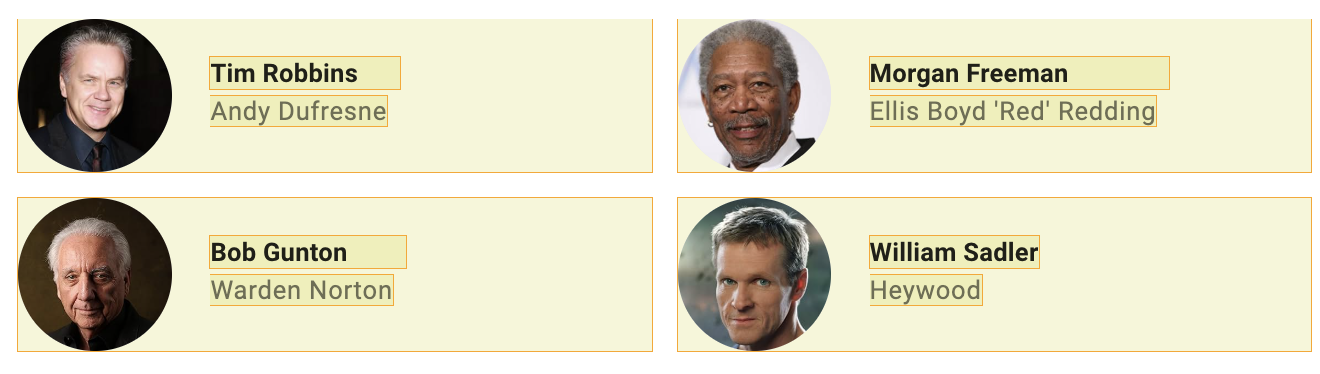 Tim Robbins
Andy Dufresne
Morgan Freeman
Ellis Boyd 'Red' Redding
Bob Gunton
Warden Norton
William Sadler
Heywood